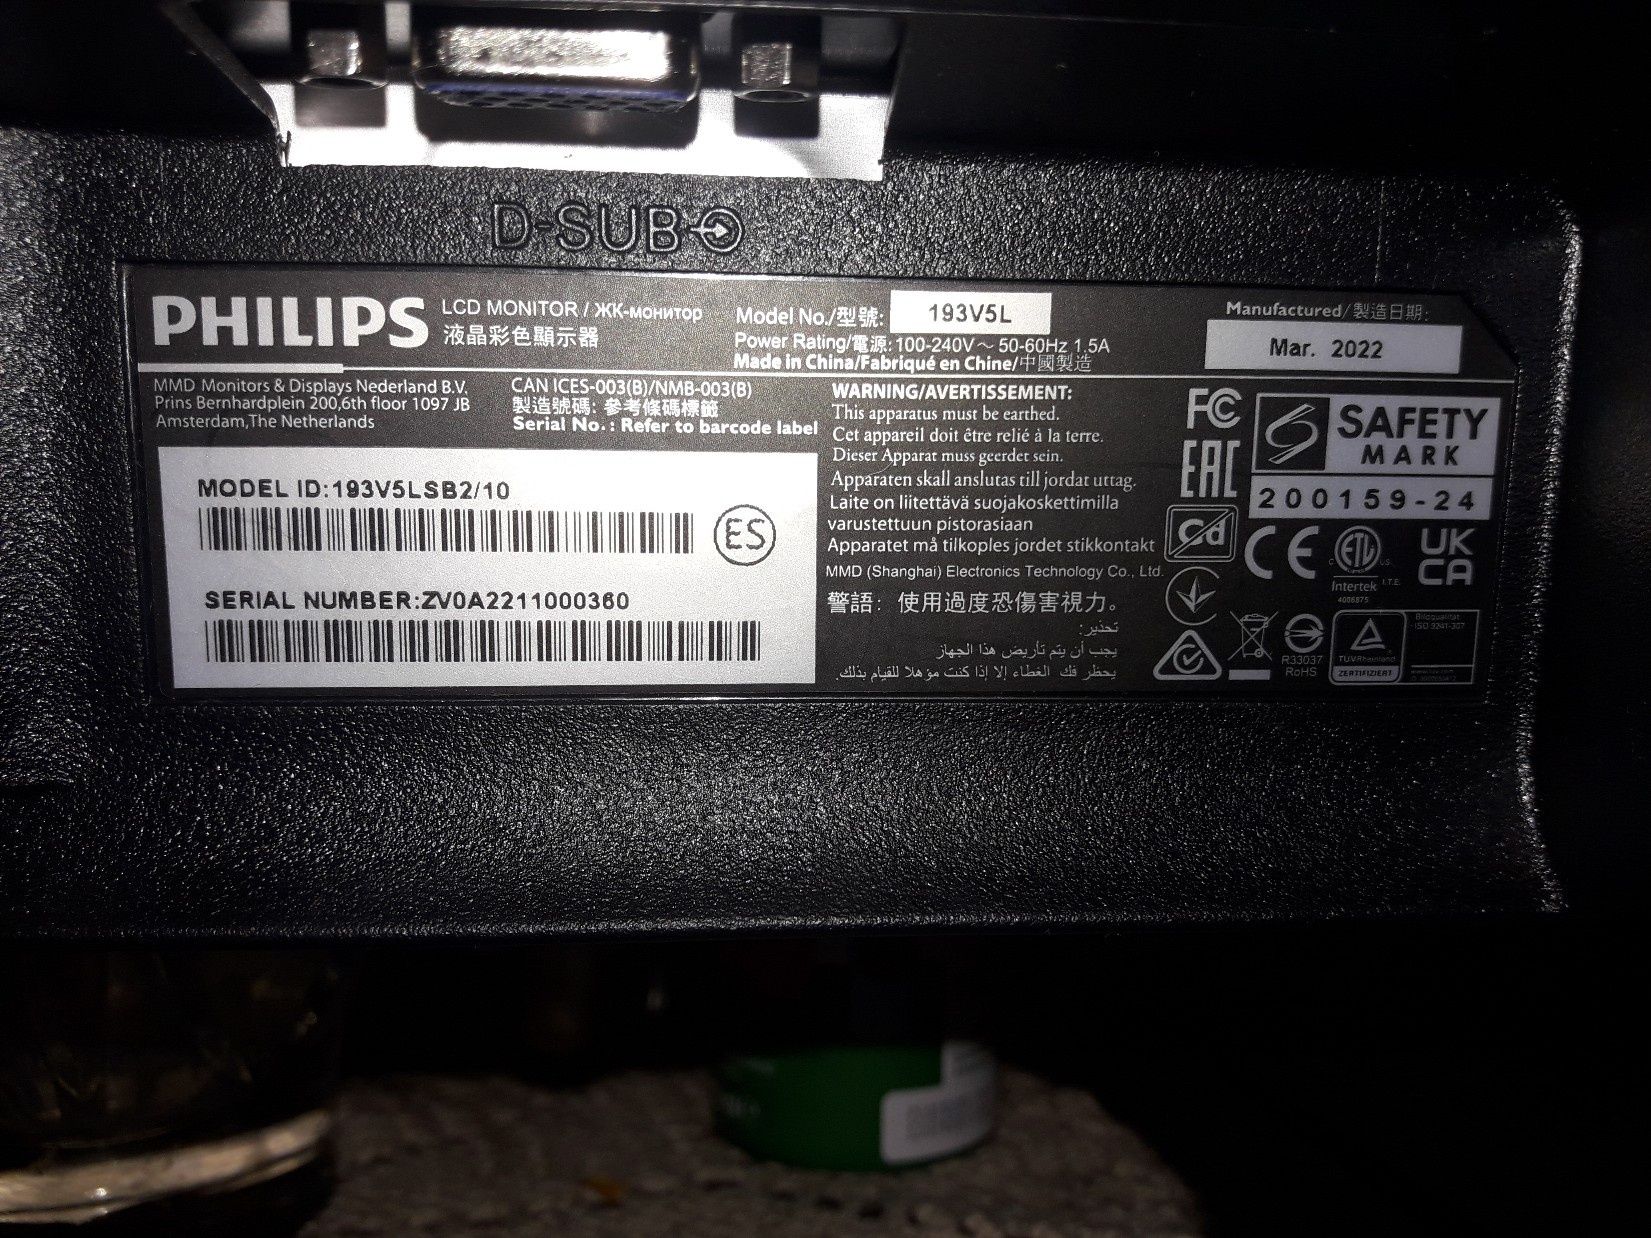 D-SUB
PHILIPS
LCD MONITOR / ЖК-монитор
液晶彩色顯示器
Model No./型號: 193V5L
Power Rating/電源: 100-240V~ 50-60Hz 1.5A
Made in China/Fabriqué en Chine/中國製造
Manufactured/製造日期:
Mar. 2022
MMD Monitors & Displays Nederland B.V.
Prins Bernhardplein 200,6th floor 1097 JB
Amsterdam,The Netherlands
CAN ICES-003(B)/NMB-003(B)
製造號碼: 參考條碼標籤
Serial No. : Refer to barcode label
MODEL ID:193V5LSB2/10
ES
SERIAL NUMBER:ZV0A2211000360
WARNING/AVERTISSEMENT:
This apparatus must be earthed.
Cet appareil doit être relié à la terre.
Dieser Apparat muss geerdet sein.
Apparaten skall anslutas till jordat uttag.
Laite on liitettävä suojakoskettimilla
varustettuun pistorasiaan
Apparatet må tilkoples jordet stikkontakt
MMD (Shanghai) Electronics Technology Co., Ltd.
警語: 使用過度恐傷害視力。
تحذير:
يجب أن يتم تأريض هذا الجهاز
يحظر فك الغطاء إلا إذا كنت مؤهلا للقيام بذلك.
FC
EAC
SAFETY
MARK
200159-24
Cd
CE
ETL
C US
Intertek I.T.E.
4006875
UK
CA
R33037
RoHS
TÜVRheinland
ZERTIFIZIERT
Bildqualität
ISO 9241-307